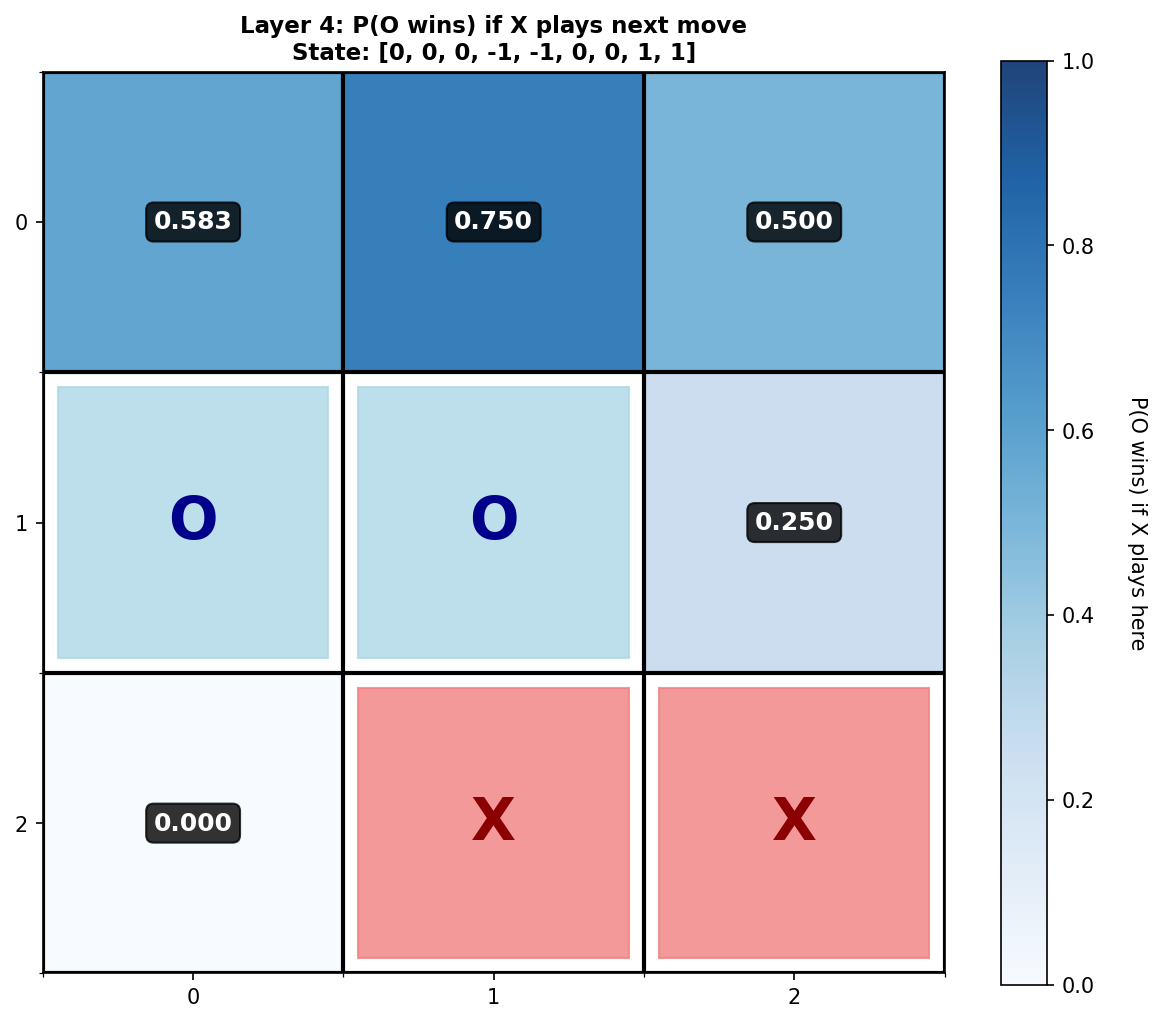 Layer 4: P(O wins) if X plays next move
State: [0, 0, 0, -1, -1, 0, 0, 1, 1]
0
0.583
0.750
0.500
1
O
O
0.250
2
0.000
X
X
0
1
2
1.0
0.8
0.6
0.4
0.2
0.0
P(O wins) if X plays here